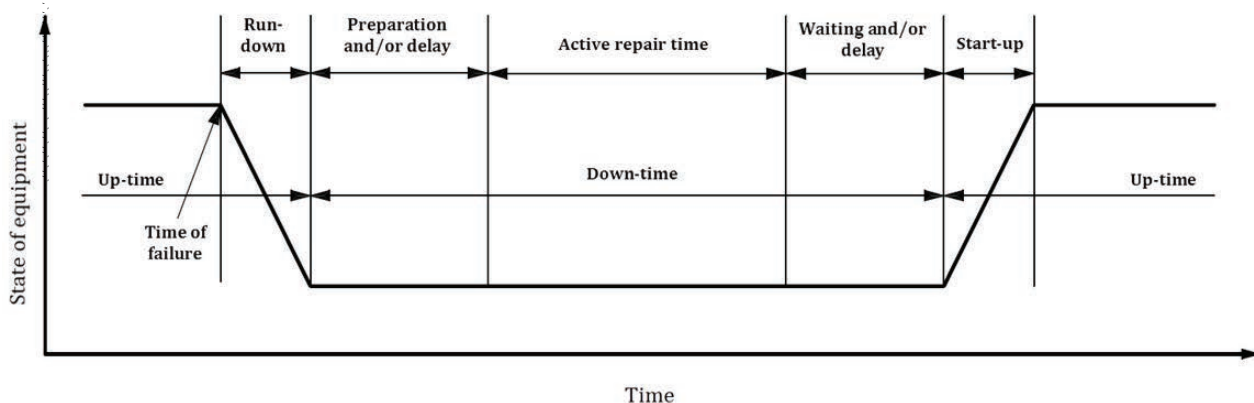 Run-
down
Preparation
and/or delay
Active repair time
Waiting and/or
delay
Start-up
State of equipment
Up-time
Down-time
Up-time
Time of
failure
Time